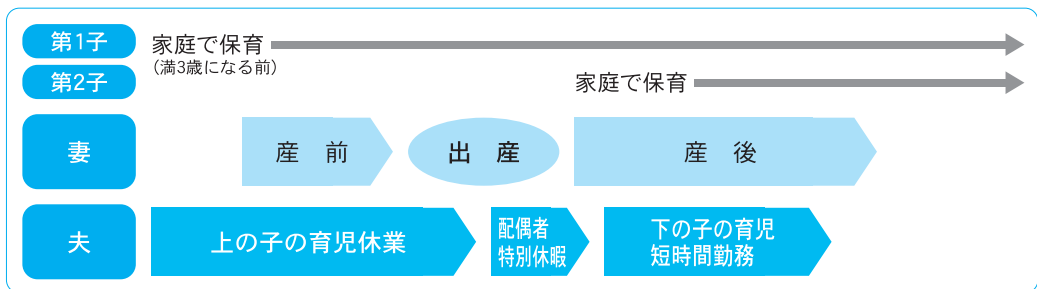 第1子
家庭で保育
(満3歳になる前)
第2子
家庭で保育
妻
産 前
出 産
産 後
夫
上の子の育児休業
配偶者
特別休暇
下の子の育児
短時間勤務